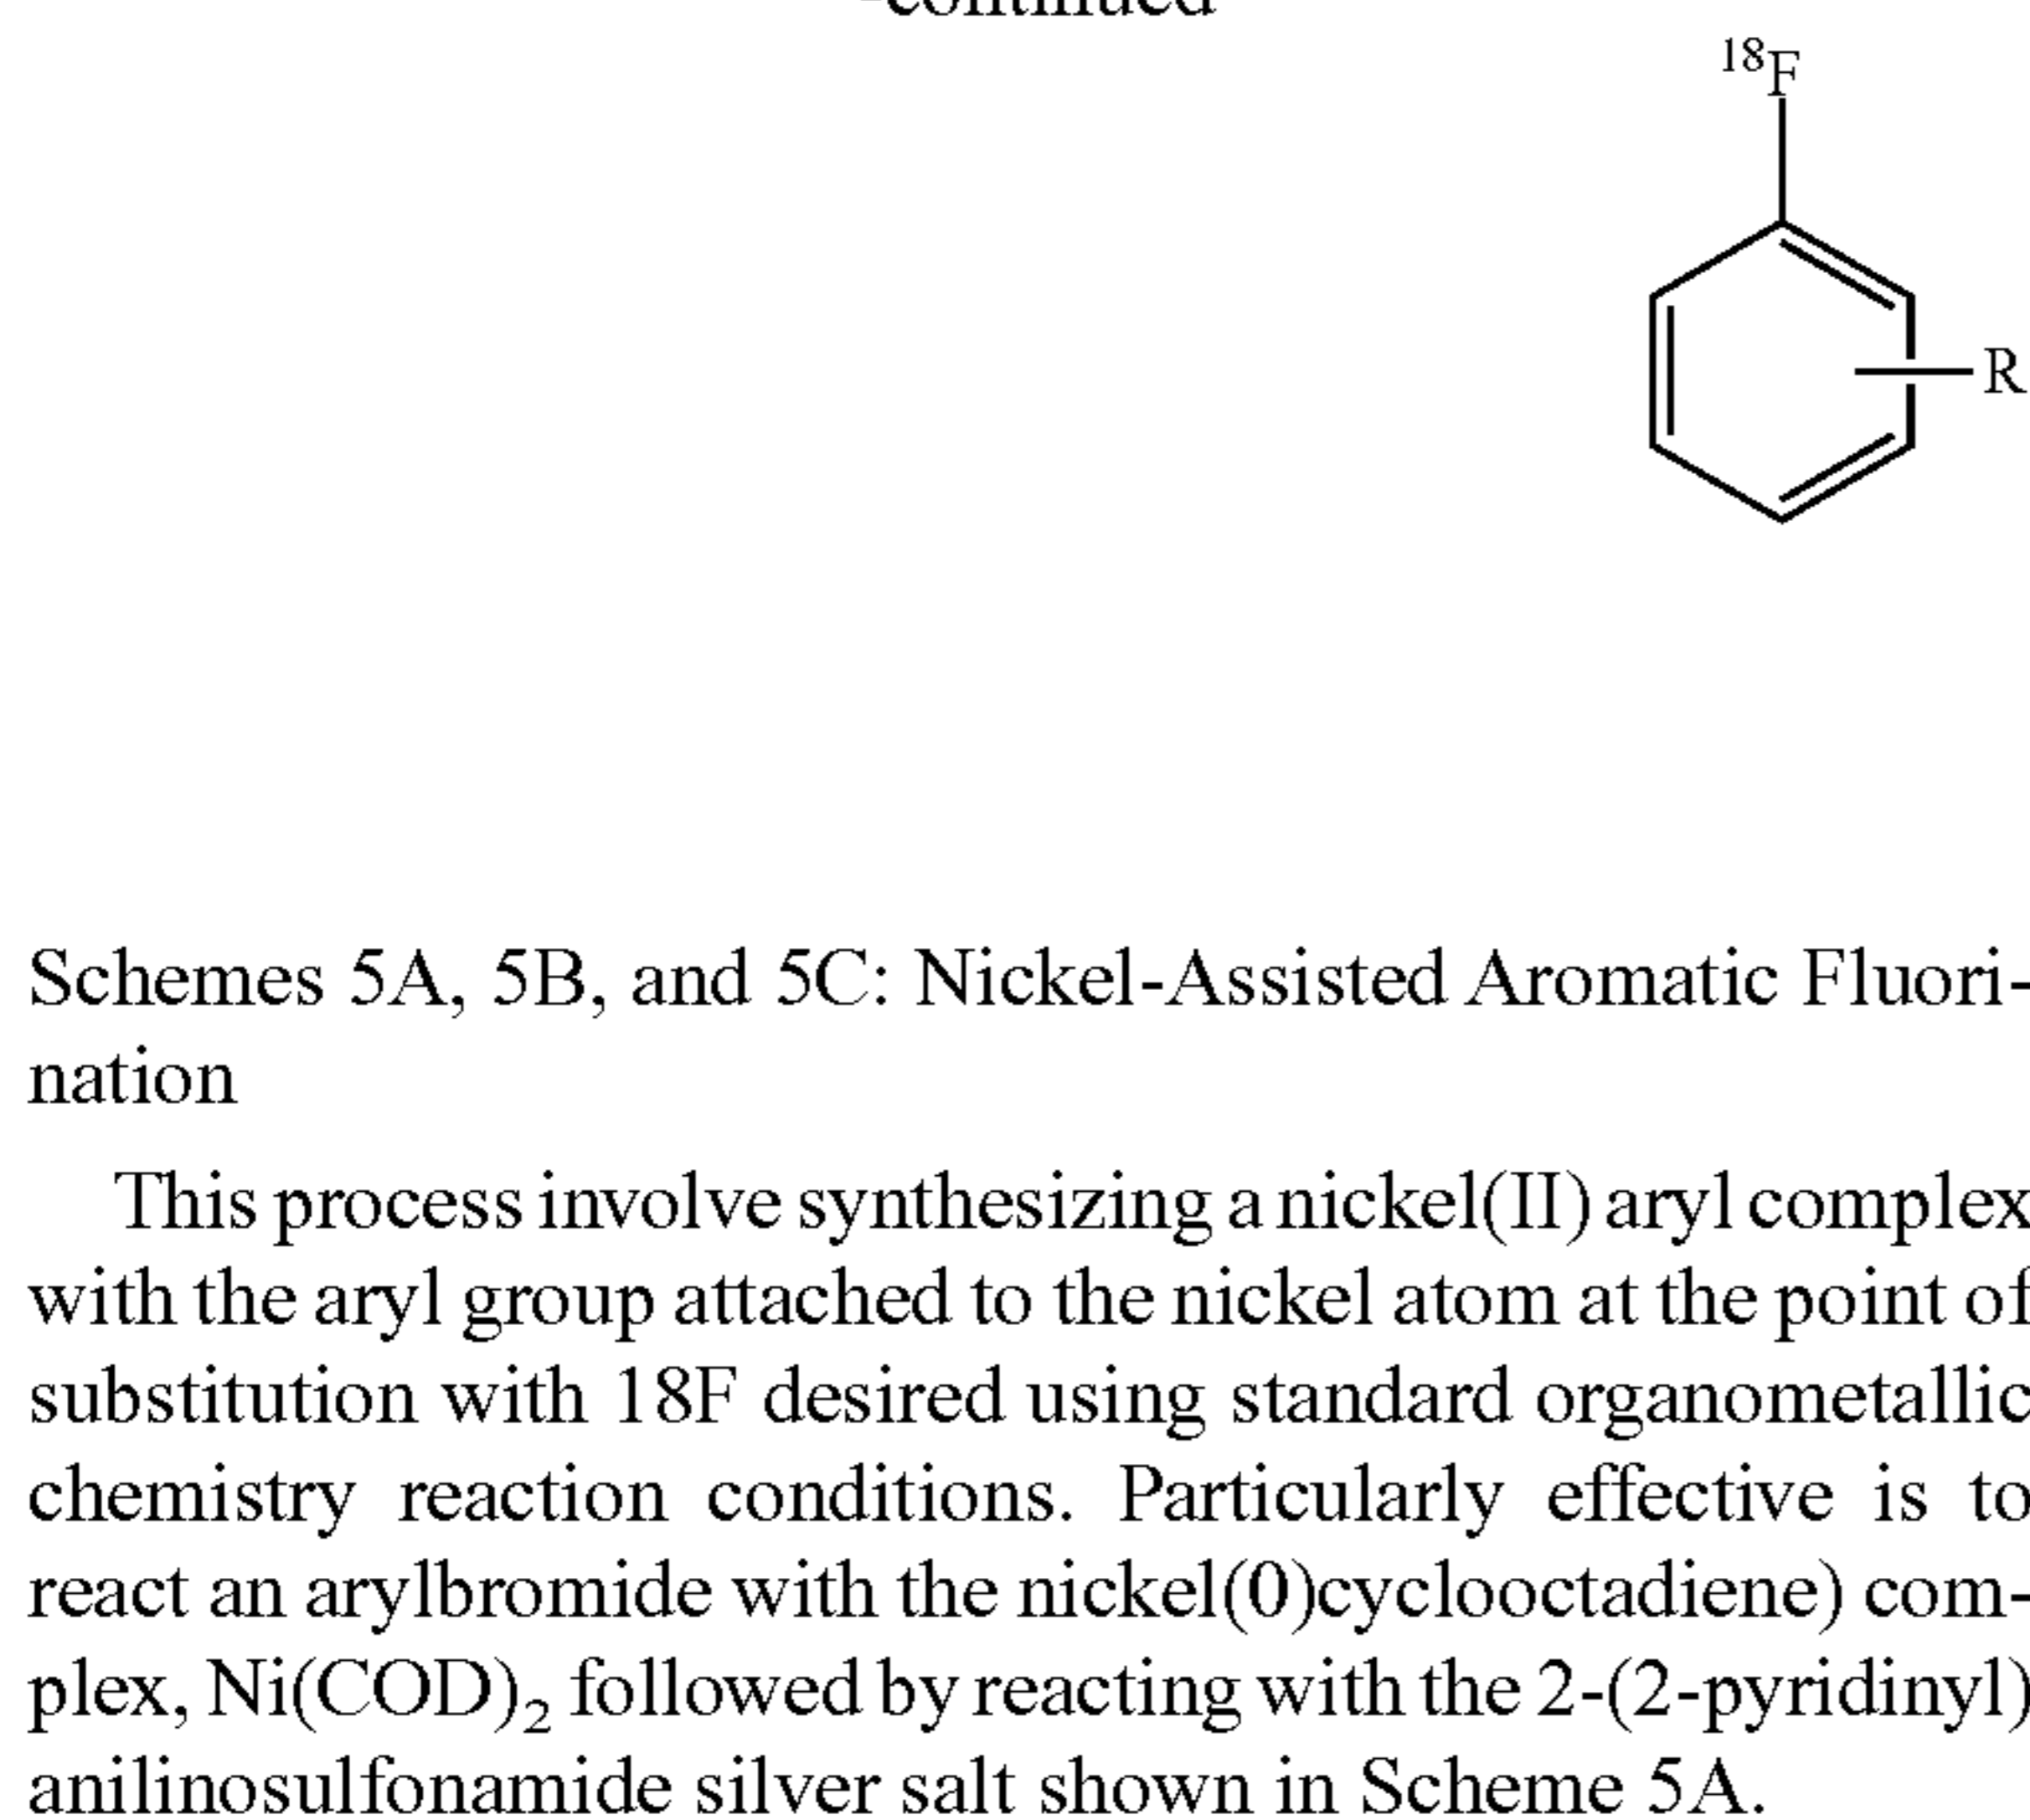 -continued
18F
R
Schemes 5A, 5B, and 5C: Nickel-Assisted Aromatic Fluori-
nation
This process involve synthesizing a nickel(II) aryl complex
with the aryl group attached to the nickel atom at the point of
substitution with 18F desired using standard organometallic
chemistry reaction conditions. Particularly effective is to
react an arylbromide with the nickel(0)cyclooctadiene) com-
plex, Ni(COD)₂ followed by reacting with the 2-(2-pyridinyl)
anilinosulfonamide silver salt shown in Scheme 5A.